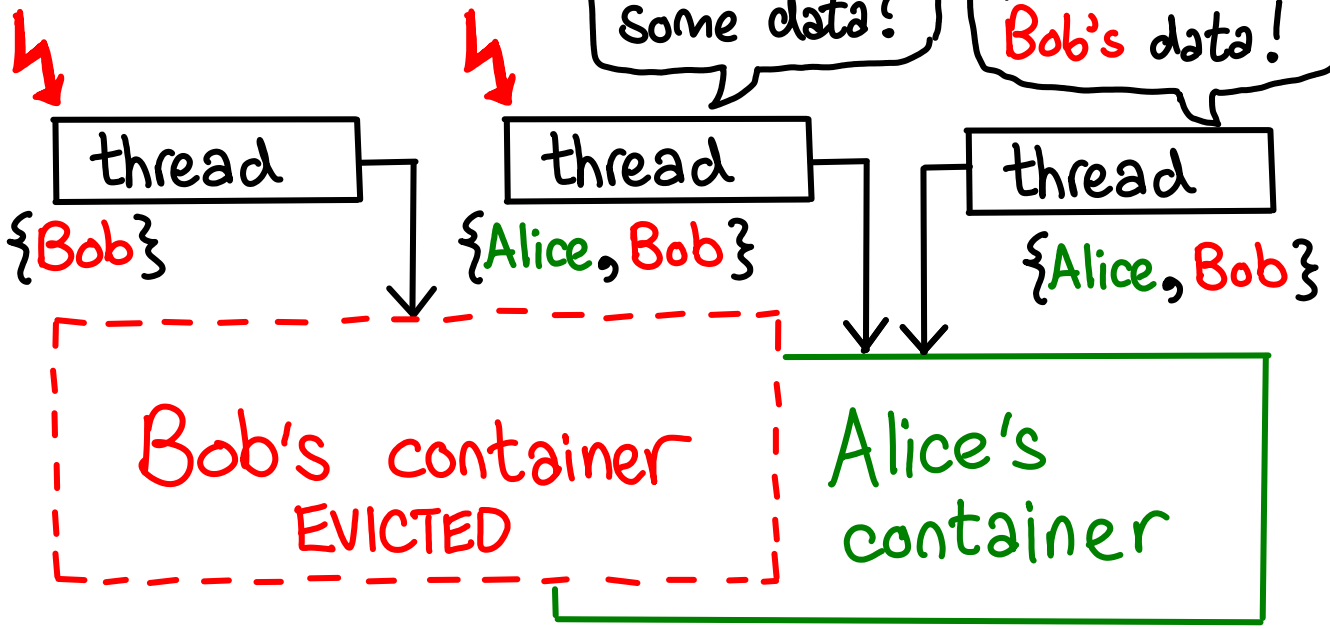 some data!
Bob's data!
thread
thread
thread
{Bob}
{Alice, Bob}
{Alice, Bob}
Bob's container
EVICTED
Alice's
container